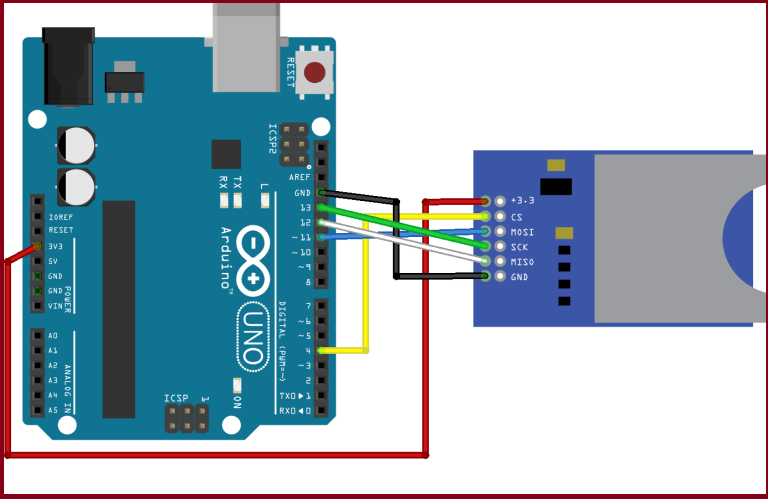 RESET
ICSP2
AREF
GND
RX
TX
L
13
12
~11
~10
~9
8
IOREF
RESET
3V3
5V
GND
GND
VIN
POWER
Arduino™
UNO
DIGITAL (PWM=~)
7
~6
~5
4
~3
2
TX0▶1
RX0◀0
A0
A1
A2
A3
A4
A5
ANALOG IN
ICSP
1
ON
+3.3
CS
MOSI
SCK
MISO
GND